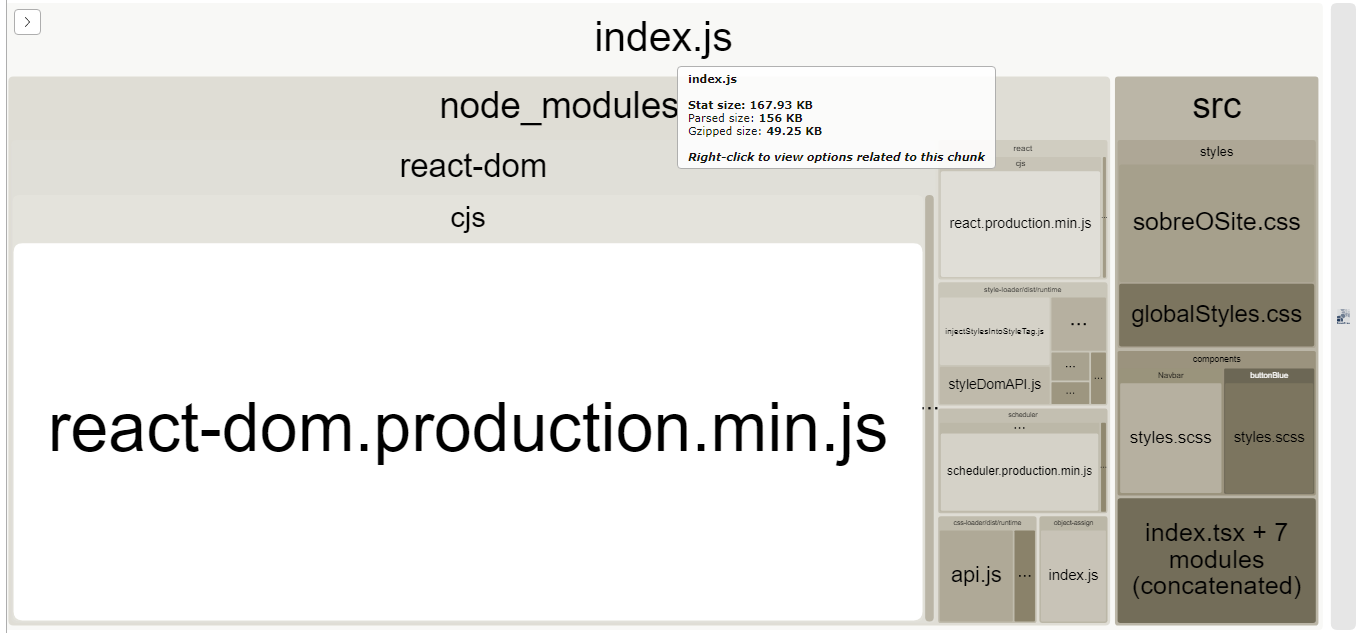 index.js
index.js
Stat size: 167.93 KB
Parsed size: 156 KB
Gzipped size: 49.25 KB
Right-click to view options related to this chunk
node_modules
react-dom
cjs
react-dom.production.min.js
...
react
cjs
react.production.min.js
...
style-loader/dist/runtime
injectStylesIntoStyleTag.js
...
styleDomAPI.js
...
...
...
scheduler
...
scheduler.production.min.js
...
css-loader/dist/runtime
api.js
...
object-assign
index.js
src
styles
sobreOSite.css
globalStyles.css
components
Navbar
styles.scss
buttonBlue
styles.scss
index.tsx + 7
modules
(concatenated)